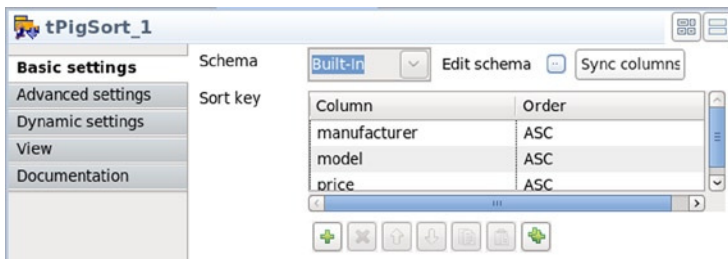 tPigSort_1
Basic settings
Advanced settings
Dynamic settings
View
Documentation
Schema Built-In Edit schema Sync columns
Sort key
Column Order
manufacturer ASC
model ASC
price ASC